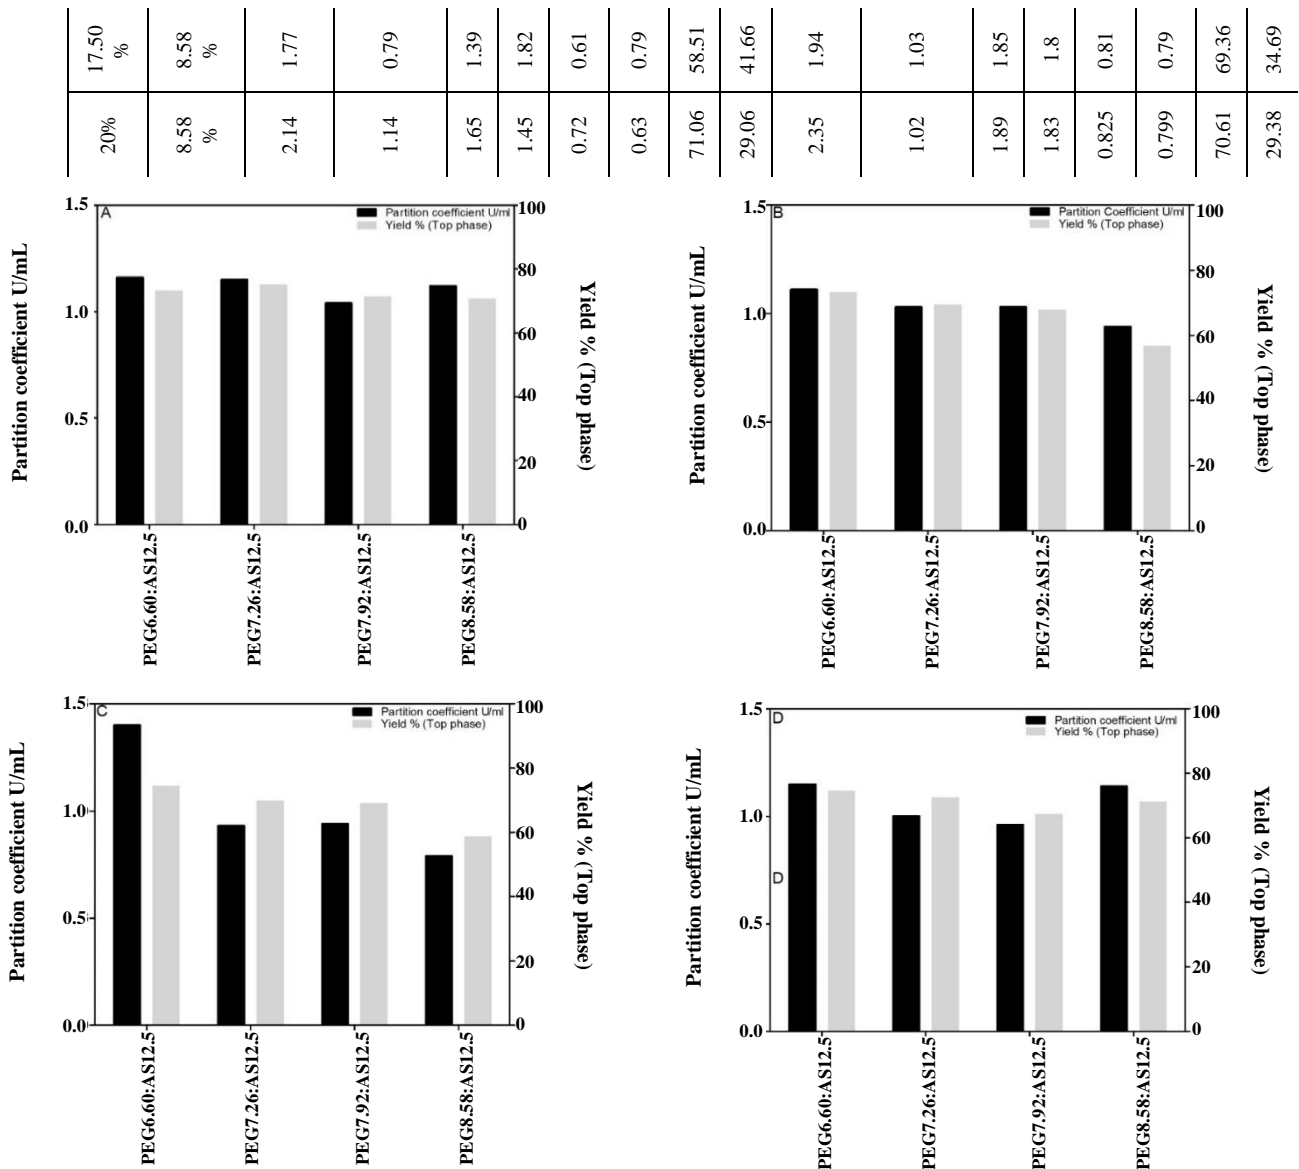 17.50 % 8.58 % 1.77 0.79 1.39 1.82 0.61 0.79 58.51 41.66 1.94 1.03 1.85 1.8 0.81 0.79 69.36 34.69
20% 8.58 % 2.14 1.14 1.65 1.45 0.72 0.63 71.06 29.06 2.35 1.02 1.89 1.83 0.825 0.799 70.61 29.38
A
Partition coefficient U/ml
Yield % (Top phase)
Partition coefficient U/mL
1.5
1.0
0.5
0.0
100
80
60
40
20
0
Yield % (Top phase)
PEG6.60:AS12.5
PEG7.26:AS12.5
PEG7.92:AS12.5
PEG8.58:AS12.5
B
Partition Coefficient U/ml
Yield % (Top phase)
Partition coefficient U/mL
1.5
1.0
0.5
0.0
100
80
60
40
20
0
Yield % (Top phase)
PEG6.60:AS12.5
PEG7.26:AS12.5
PEG7.92:AS12.5
PEG8.58:AS12.5
C
Partition coefficient U/ml
Yield % (Top phase)
Partition coefficient U/mL
1.5
1.0
0.5
0.0
100
80
60
40
20
0
Yield % (Top phase)
PEG6.60:AS12.5
PEG7.26:AS12.5
PEG7.92:AS12.5
PEG8.58:AS12.5
D
Partition coefficient U/ml
Yield % (Top phase)
D
Partition coefficient U/mL
1.5
1.0
0.5
0.0
100
80
60
40
20
0
Yield % (Top phase)
PEG6.60:AS12.5
PEG7.26:AS12.5
PEG7.92:AS12.5
PEG8.58:AS12.5